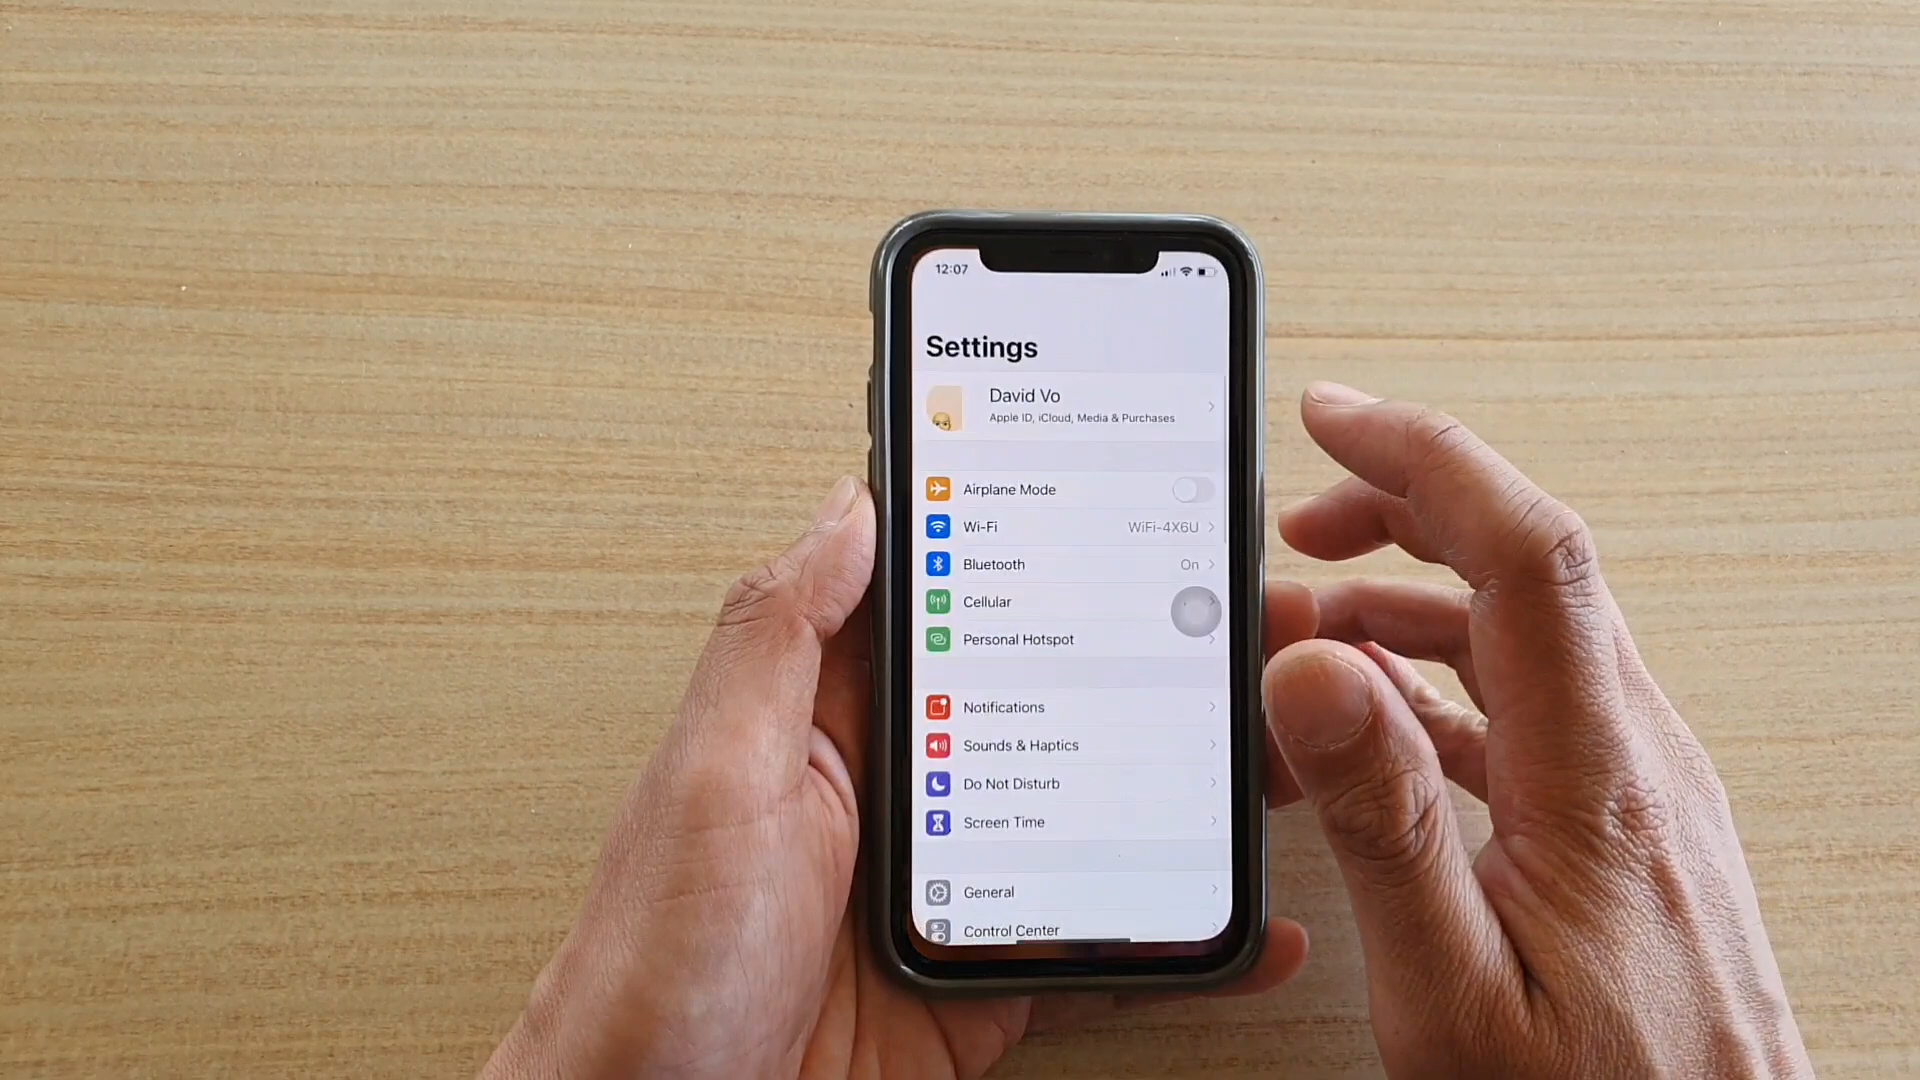 12:07
Settings
David Vo
Apple ID, iCloud, Media & Purchases
Airplane Mode
Wi-Fi WiFi-4X6U
Bluetooth On
Cellular
Personal Hotspot
Notifications
Sounds & Haptics
Do Not Disturb
Screen Time
General
Control Center